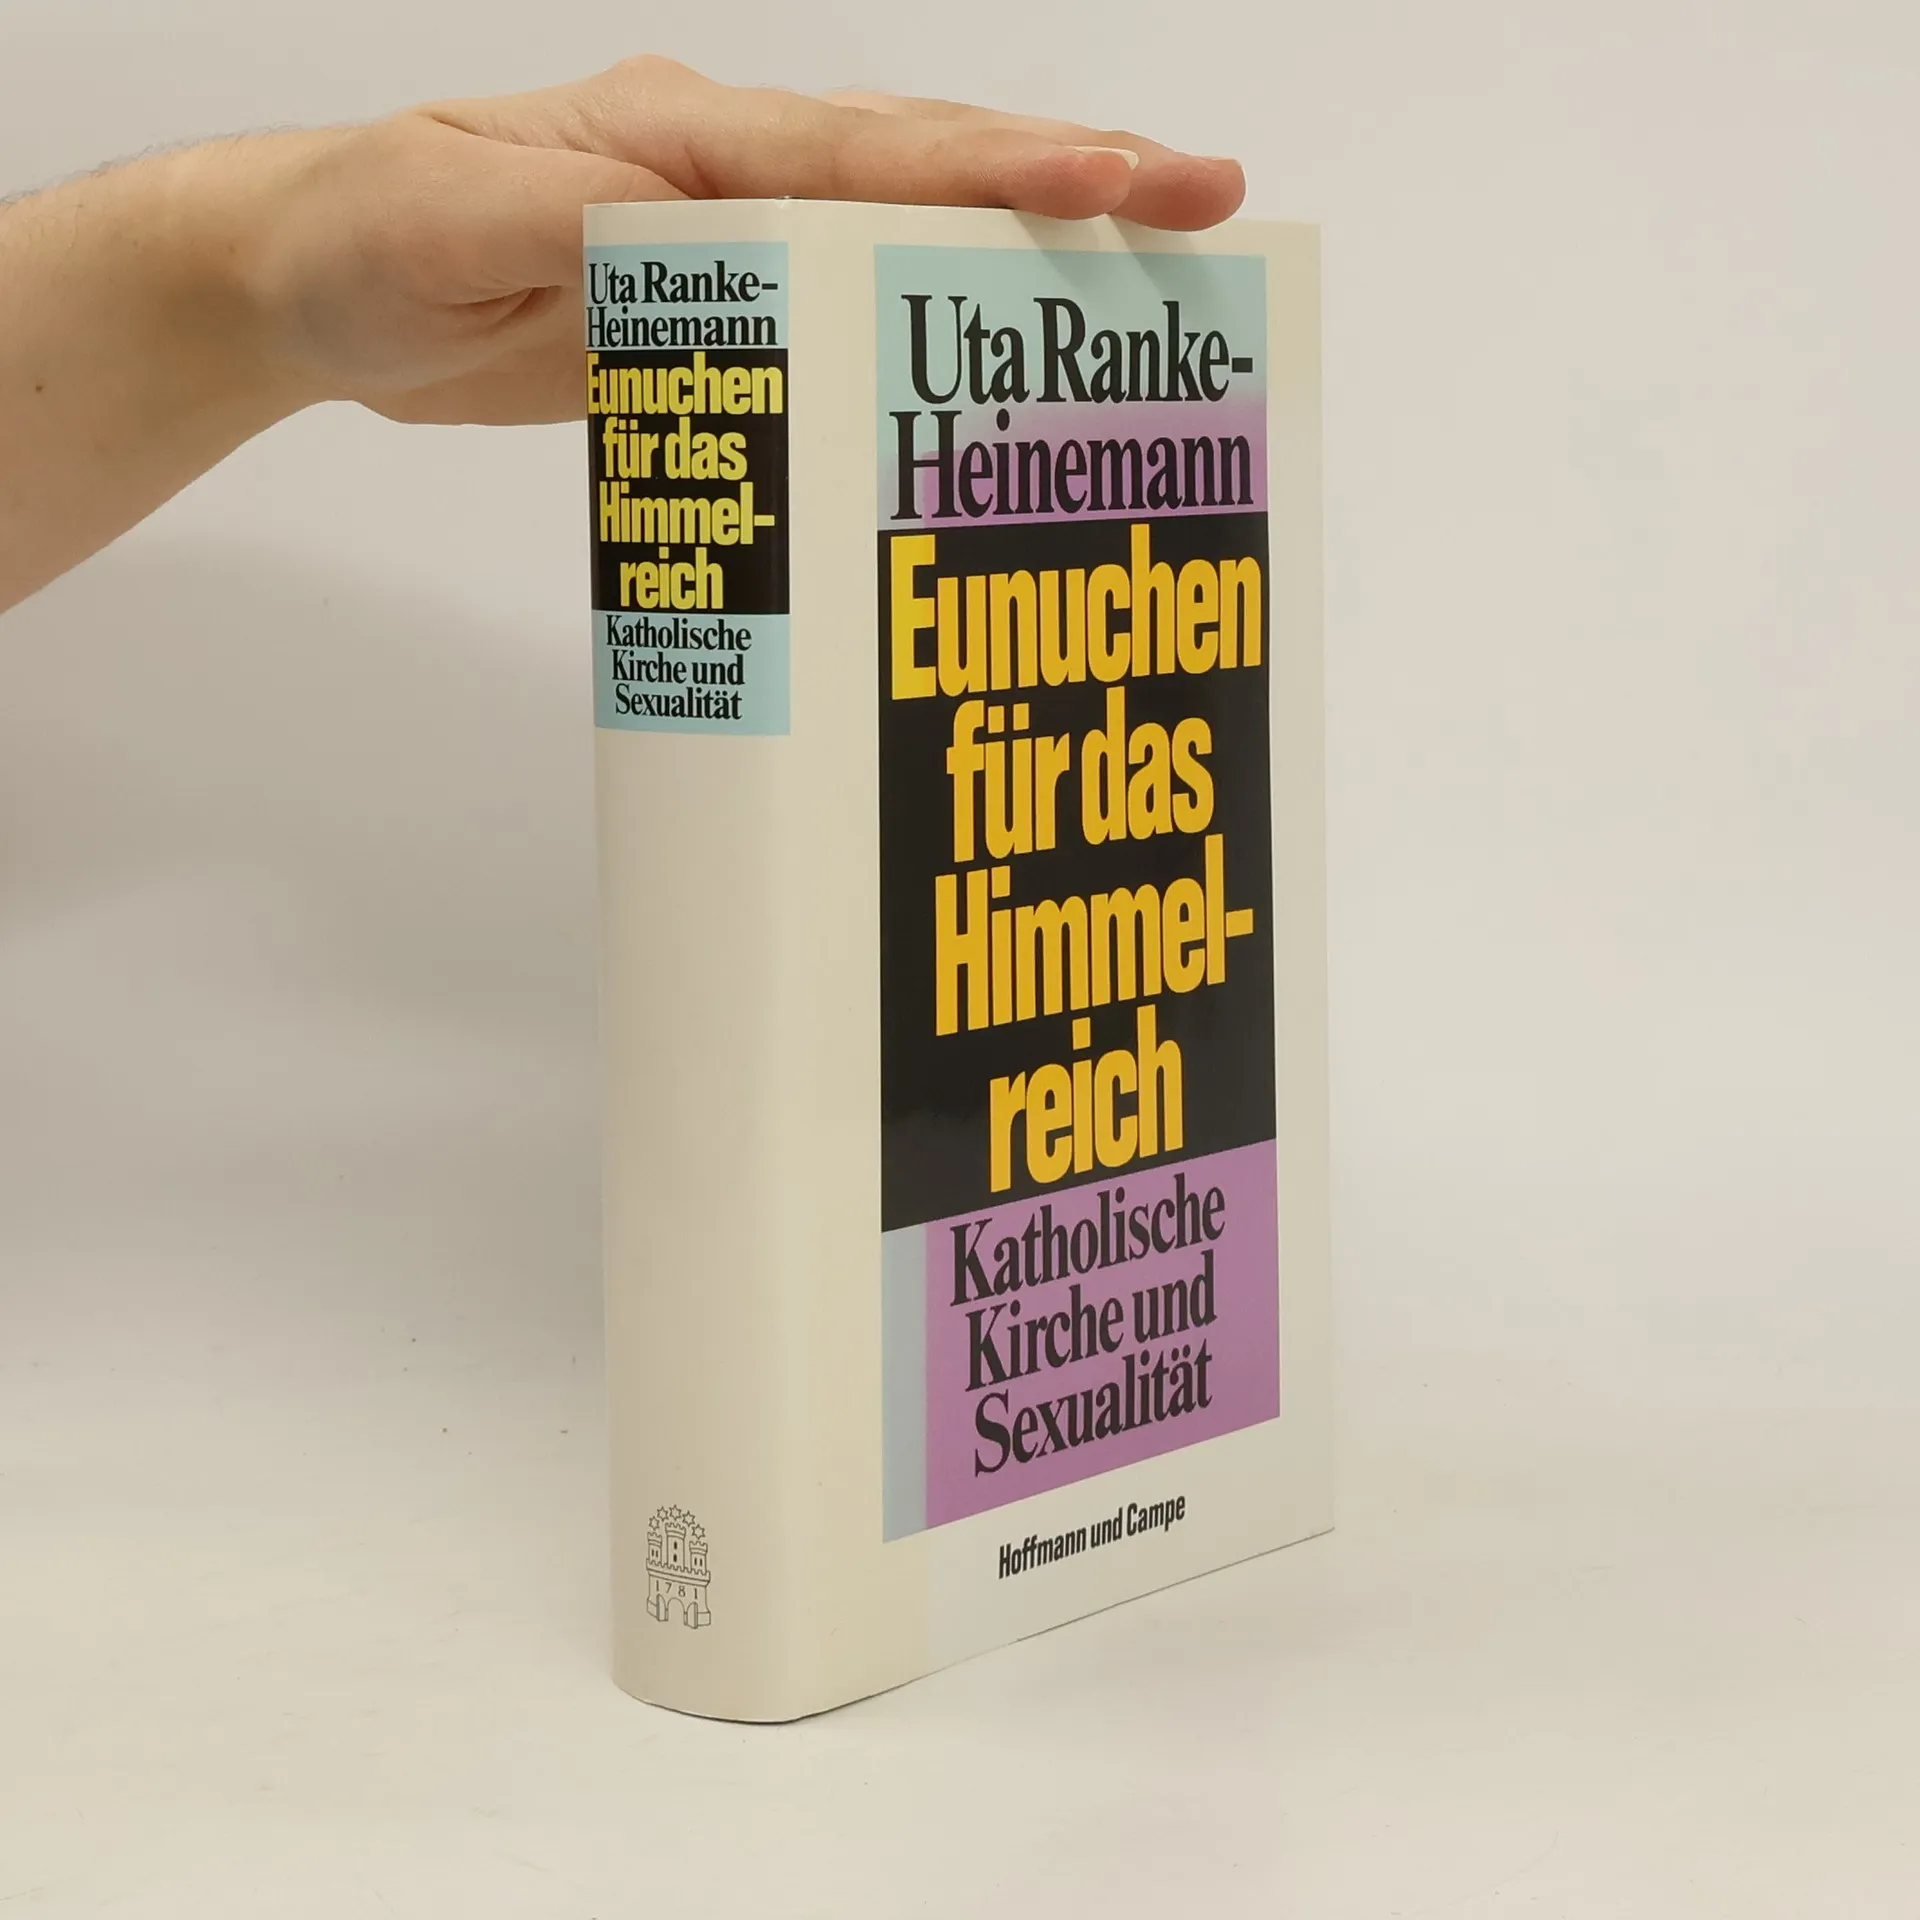 Uta Ranke-
Heinemann
Eunuchen
für das
Himmel-
reich
Katholische
Kirche und
Sexualität
1781
Uta Ranke-
Heinemann
Eunuchen
für das
Himmel-
reich
Katholische
Kirche und
Sexualität
Hoffmann und Campe